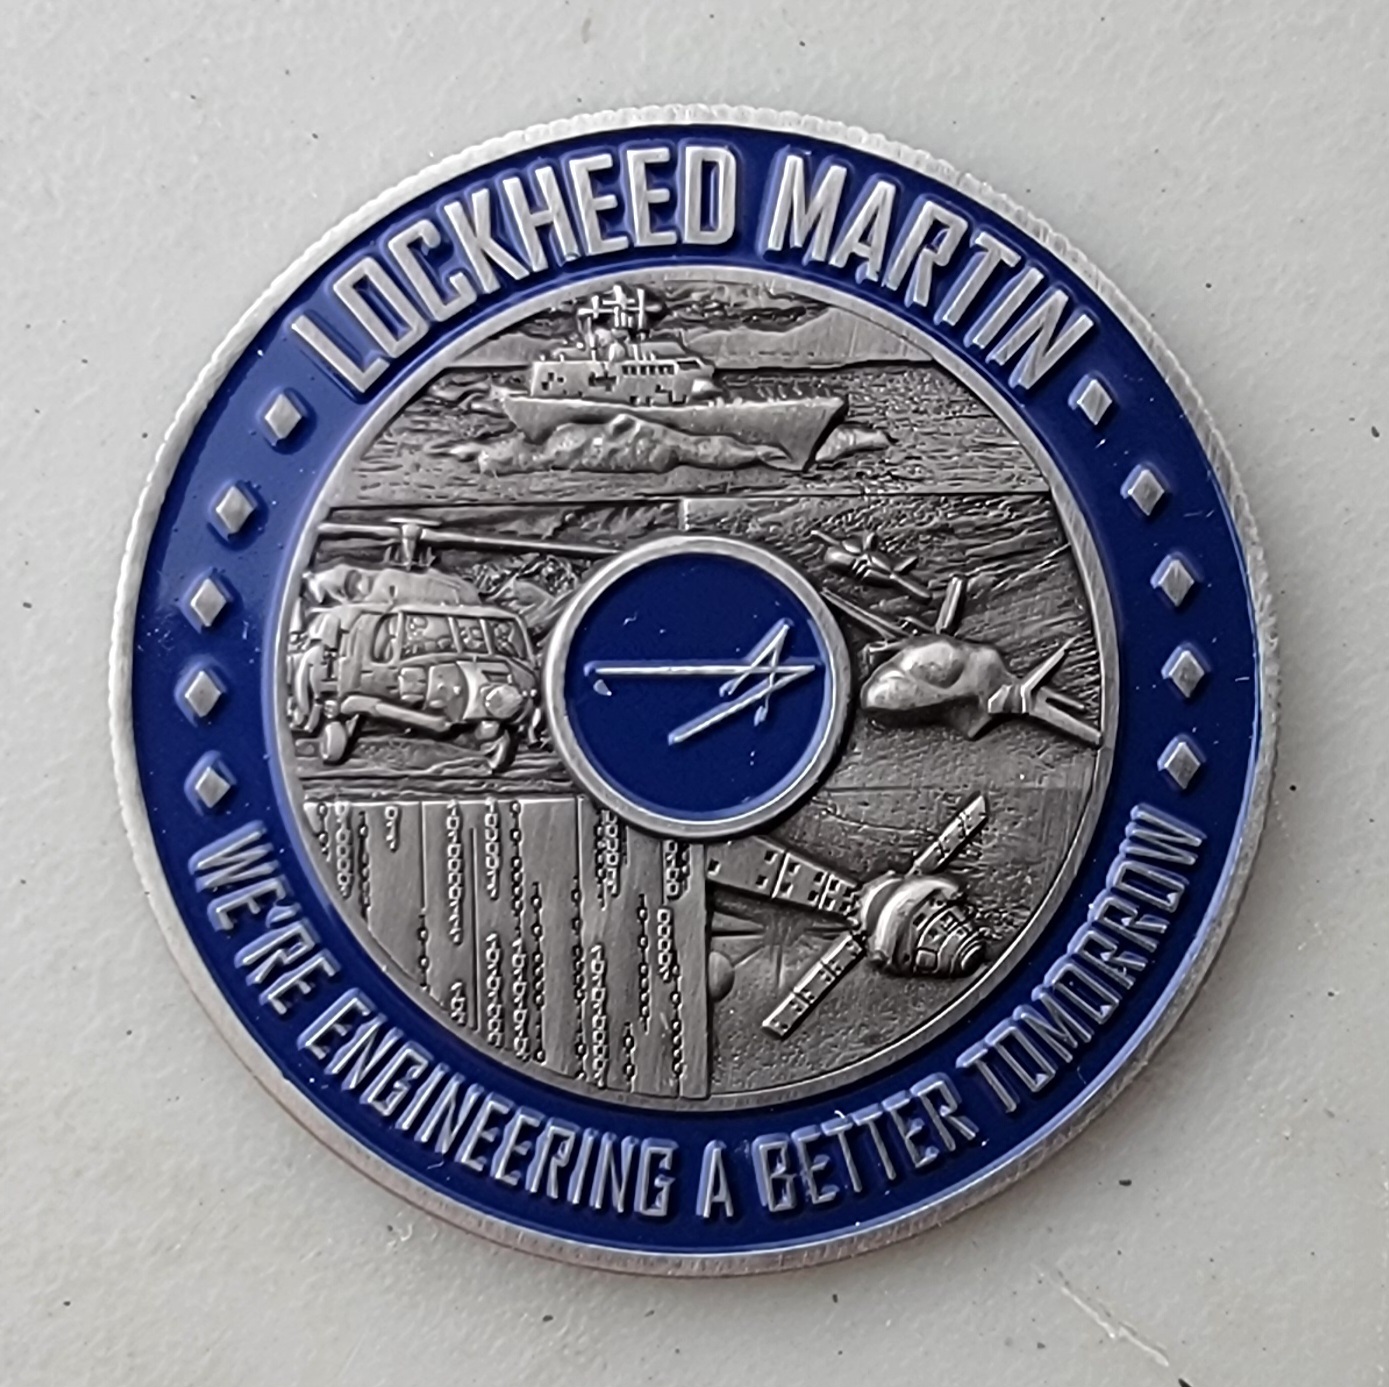 LOCKHEED MARTIN
WE'RE ENGINEERING A BETTER TOMORROW